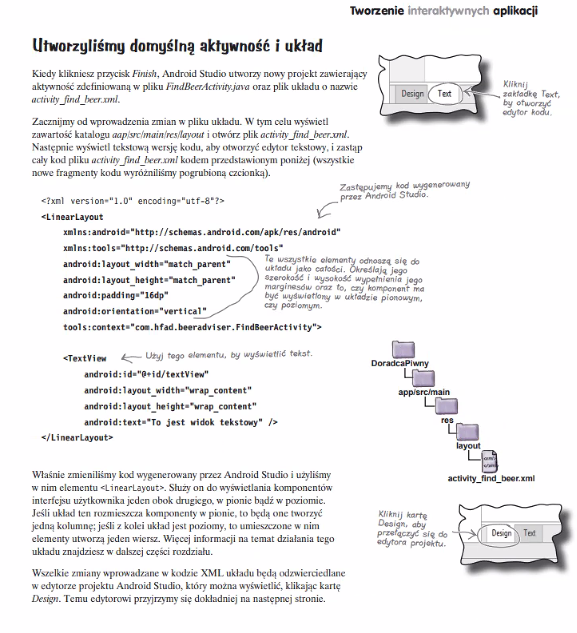 Tworzenie interaktywnych aplikacji
Utworzyliśmy domyślną aktywność i układ
Kiedy klikniesz przycisk Finish, Android Studio utworzy nowy projekt zawierający
aktywność zdefiniowaną w pliku FindBeerActivity.java oraz plik układu o nazwie
activity_find_beer.xml.
Design
Text
Kliknij
zakładkę Text,
by otworzyć
edytor kodu.
Zacznijmy od wprowadzenia zmian w pliku układu. W tym celu wyświetl
zawartość katalogu aap/src/main/res/layout i otwórz plik activity_find_beer.xml.
Następnie wyświetl tekstową wersję kodu, aby otworzyć edytor tekstowy, i zastąp
cały kod pliku activity_find_beer.xml kodem przedstawionym poniżej (wszystkie
nowe fragmenty kodu wyróżniliśmy pogrubioną czcionką).
Zastępujemy kod wygenerowany
przez Android Studio.
<?xml version="1.0" encoding="utf-8"?>
<LinearLayout
xmlns:android="http://schemas.android.com/apk/res/android"
xmlns:tools="http://schemas.android.com/tools"
android:layout_width="match_parent"
android:layout_height="match_parent"
android:padding="16dp"
android:orientation="vertical"
tools:context="com.hfad.beeradviser.FindBeerActivity">
Te wszystkie elementy odnoszą się do
układu jako całości. Określają jego
szerokość i wysokość wypełnienia jego
marginesów oraz to, czy komponent ma
być wyświetlony w układzie pionowym,
czy poziomym.
<TextView
Użyj tego elementu, by wyświetlić tekst.
android:id="@+id/textView"
android:layout_width="wrap_content"
android:layout_height="wrap_content"
android:text="To jest widok tekstowy" />
</LinearLayout>
DoradcaPiwny
app/src/main
res
layout
activity_find_beer.xml
Właśnie zmieniliśmy kod wygenerowany przez Android Studio i użyliśmy
w nim elementu <LinearLayout>. Służy on do wyświetlania komponentów
interfejsu użytkownika jeden obok drugiego, w pionie bądź w poziomie.
Jeśli układ ten rozmieszcza komponenty w pionie, to będą one tworzyć
jedną kolumnę; jeśli z kolei układ jest poziomy, to umieszczone w nim
elementy utworzą jeden wiersz. Więcej informacji na temat działania tego
układu znajdziesz w dalszej części rozdziału.
Kliknij kartę
Design, aby
przełączyć się do
edytora projektu.
Design
Text
Wszelkie zmiany wprowadzane w kodzie XML układu będą odzwierciedlane
w edytorze projektu Android Studio, który można wyświetlić, klikając kartę
Design. Temu edytorowi przyjrzymy się dokładniej na następnej stronie.